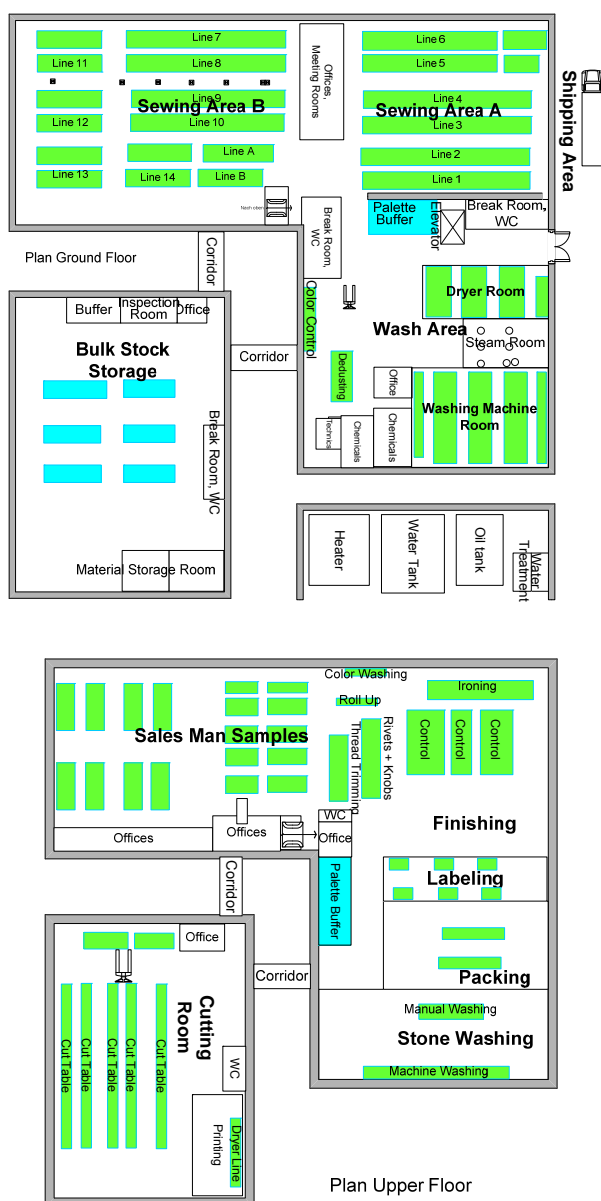 Line 7
Line 6
Line 11
Line 8
Offices,
Meeting Rooms
Line 5
Shipping Area
Line 9
Line 4
Sewing Area B
Sewing Area A
Line 12
Line 10
Line 3
Line A
Line 2
Line 13
Line 14
Line B
Line 1
Nach oben
Break Room,
WC
Palette
Buffer
Elevator
Break Room,
WC
Plan Ground Floor
Corridor
Color Control
Dryer Room
Buffer
Inspection
Room
Office
Wash Area
Bulk Stock
Storage
Corridor
Steam Room
Dedusting
Office
Washing Machine
Room
Break Room, WC
Technics
Chemicals
Chemicals
Material Storage Room
Heater
Water Tank
Oil tank
Water
Treatment
Color Washing
Ironing
Roll Up
Sales Man Samples
Thread Trimming
Rivets + Knobs
Control
Control
Control
WC
Offices
Offices
Office
Finishing
Corridor
Palette Buffer
Labeling
Office
Corridor
Packing
Cutting
Room
Manual Washing
Stone Washing
Cut Table
Cut Table
Cut Table
Cut Table
Cut Table
WC
Machine Washing
Printing
Dryer Line
Plan Upper Floor